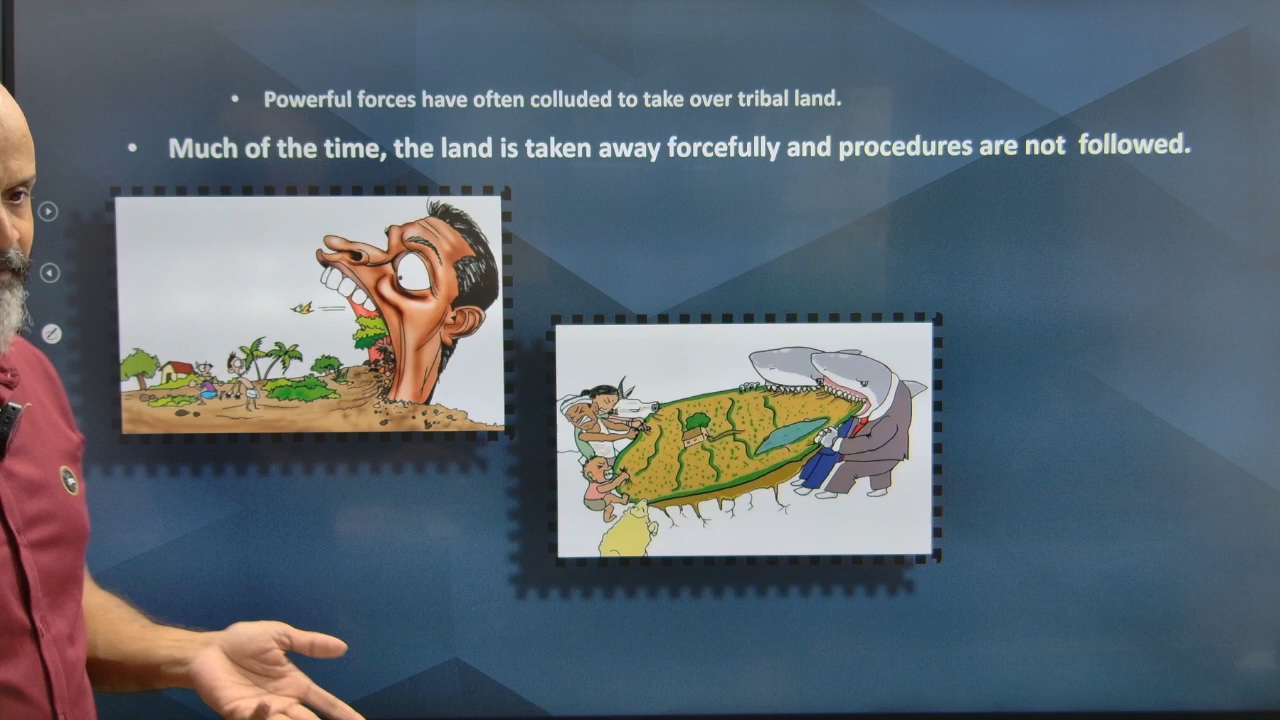 • Powerful forces have often colluded to take over tribal land.
• Much of the time, the land is taken away forcefully and procedures are not followed.